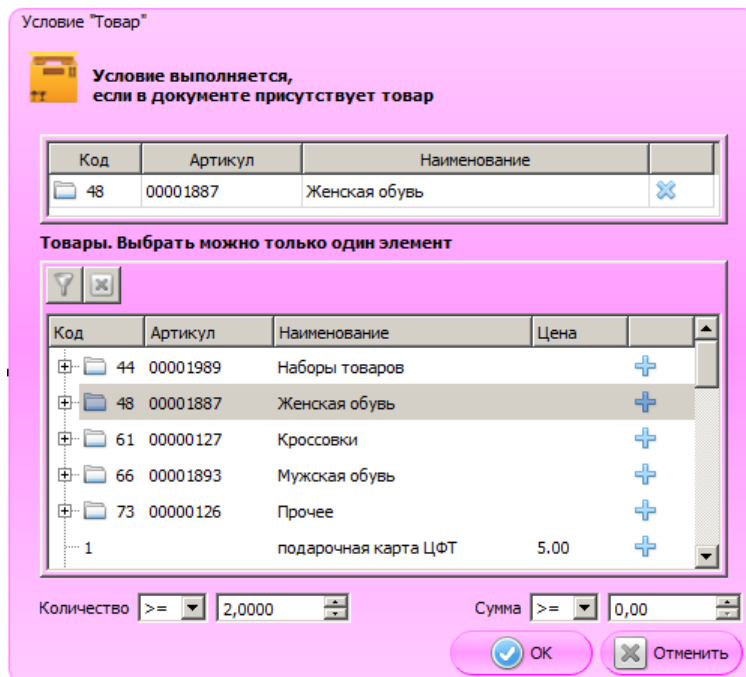 Условие "Товар"
Условие выполняется,
если в документе присутствует товар
Код Артикул Наименование
48 00001887 Женская обувь
Товары. Выбрать можно только один элемент
Код Артикул Наименование Цена
44 00001989 Наборы товаров
48 00001887 Женская обувь
61 00000127 Кроссовки
66 00001893 Мужская обувь
73 00000126 Прочее
1 подарочная карта ЦФТ 5.00
Количество >= 2,0000 Сумма >= 0,00
ОК Отменить